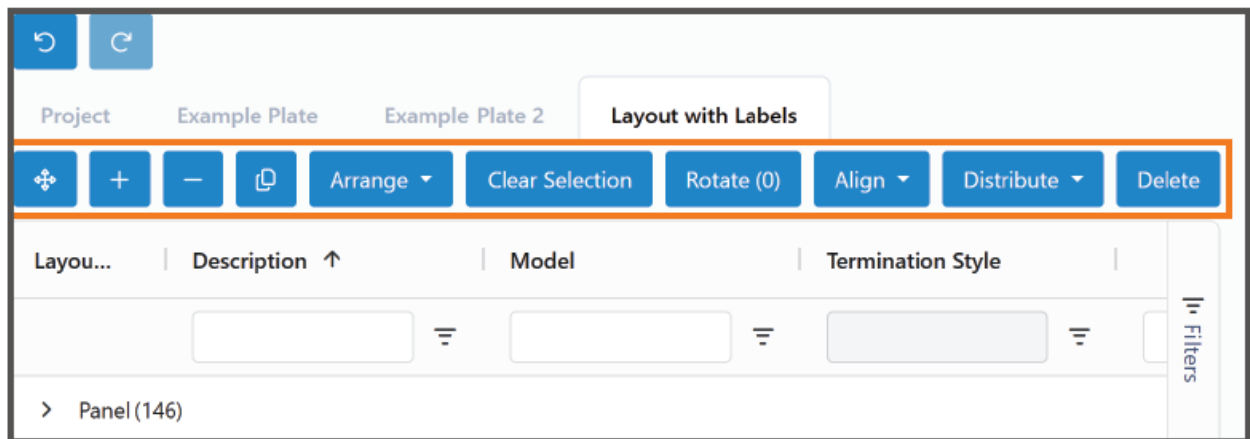 Project Example Plate Example Plate 2 Layout with Labels
Arrange Clear Selection Rotate (0) Align Distribute Delete
Layou... Description Model Termination Style
Filters
Panel (146)